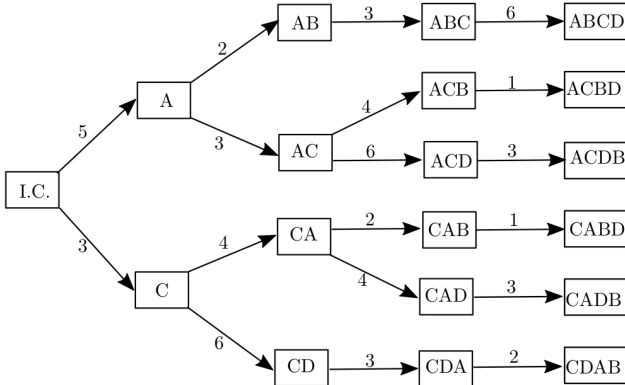 AB 3 ABC 6 ABCD
2
A
ACB 1 ACBD
4
5 3 AC 6 ACD 3 ACDB
I.C.
3 4 CA 2 CAB 1 CABD
C 4 CAD 3 CADB
6
CD 3 CDA 2 CDAB